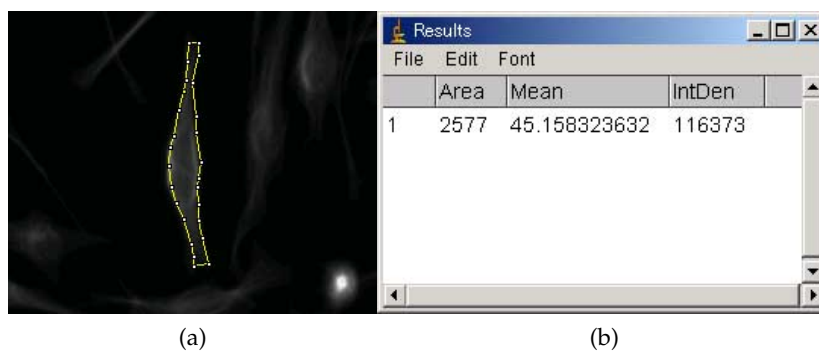 Results
File Edit Font
Area Mean IntDen
1 2577 45.158323632 116373
(a) (b)